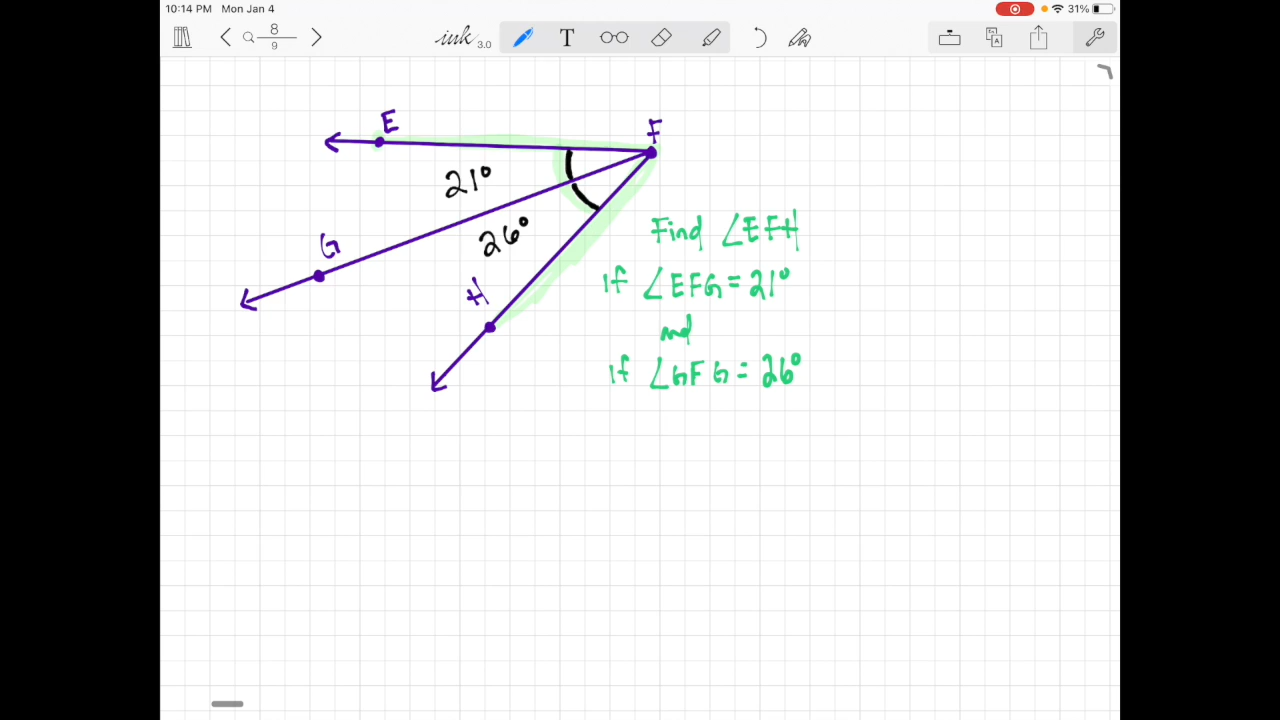 10:14 PM Mon Jan 4
31%
8
9
ink 3.0
T
E
F
21°
G
26°
H
Find ∠EFH
if ∠EFG = 21°
and
if ∠GFG = 26°